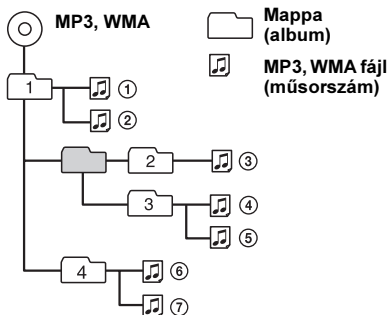 MP3, WMA
Mappa
(album)
MP3, WMA fájl
(műsorszám)
1
①
②
2
③
3
④
⑤
4
⑥
⑦